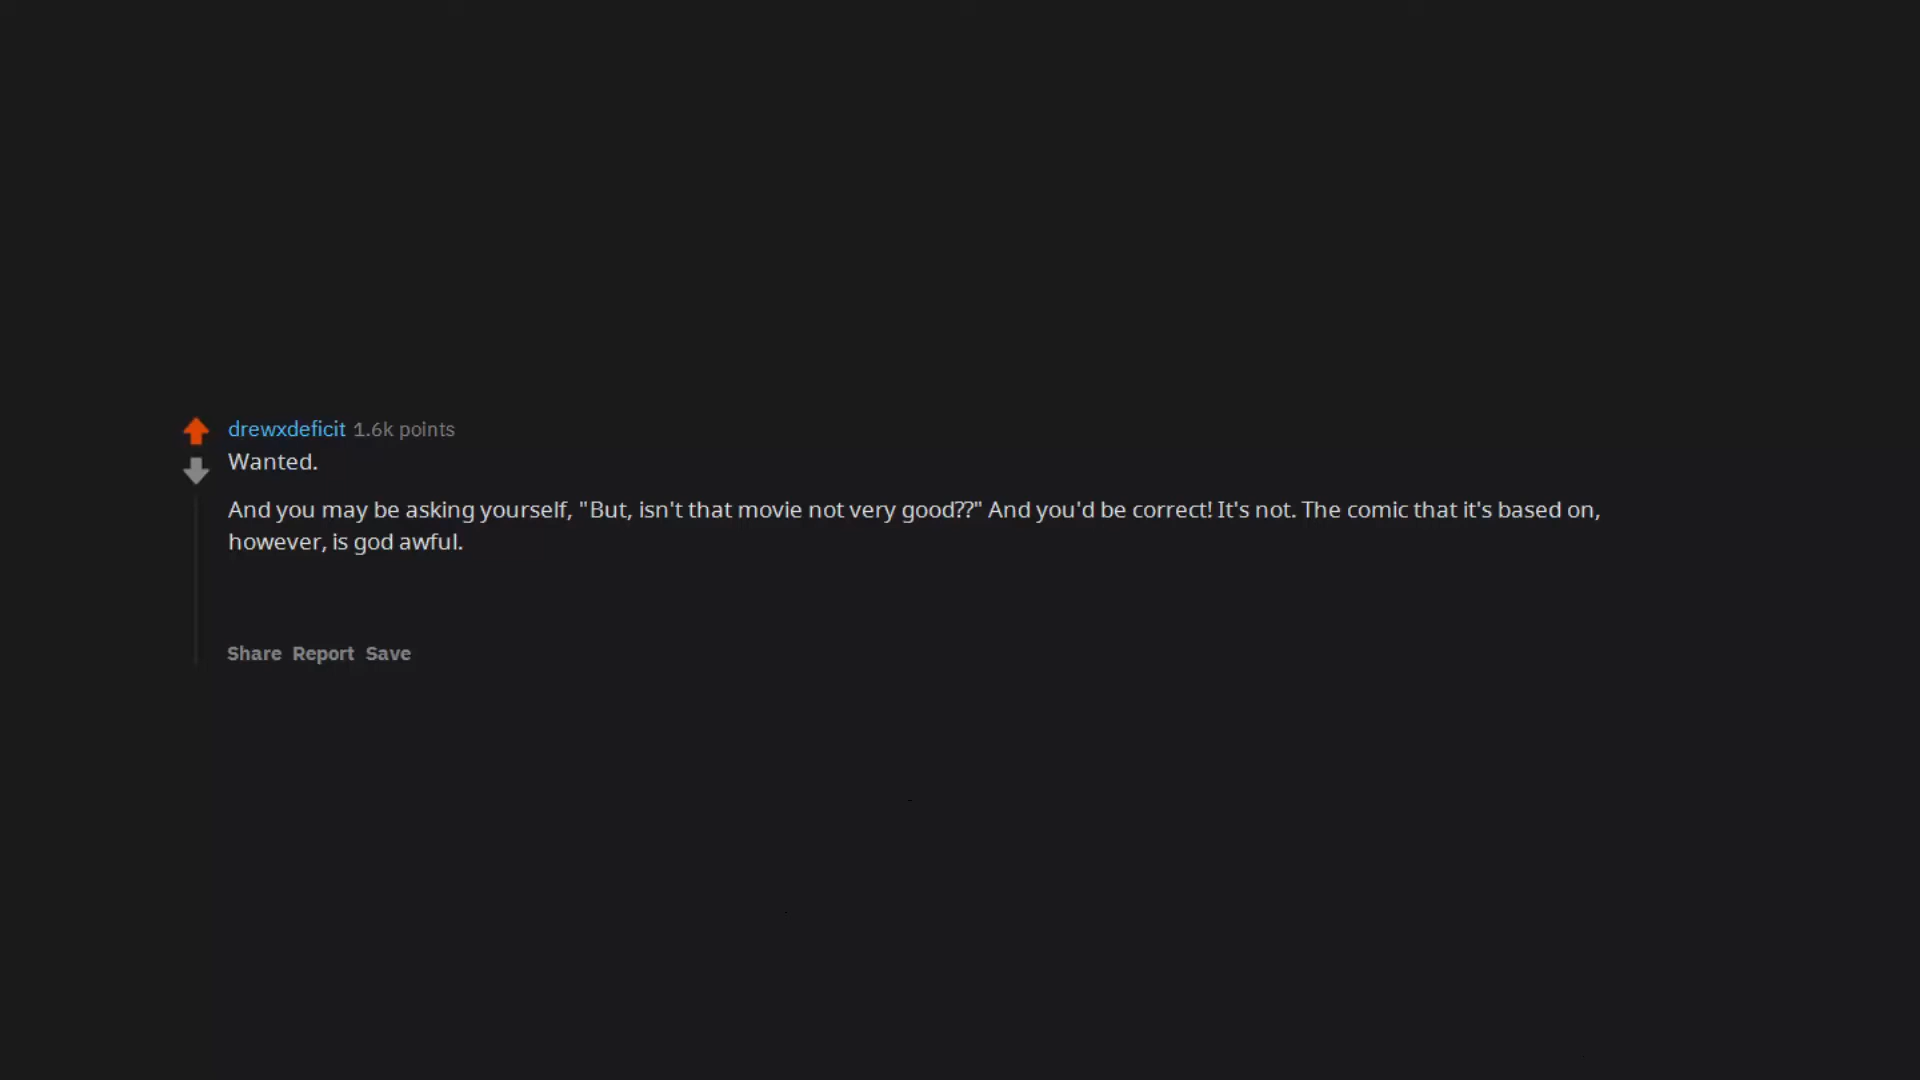 drewxdeficit 1.6k points
Wanted.
And you may be asking yourself, "But, isn't that movie not very good??" And you'd be correct! It's not. The comic that it's based on,
however, is god awful.
Share Report Save